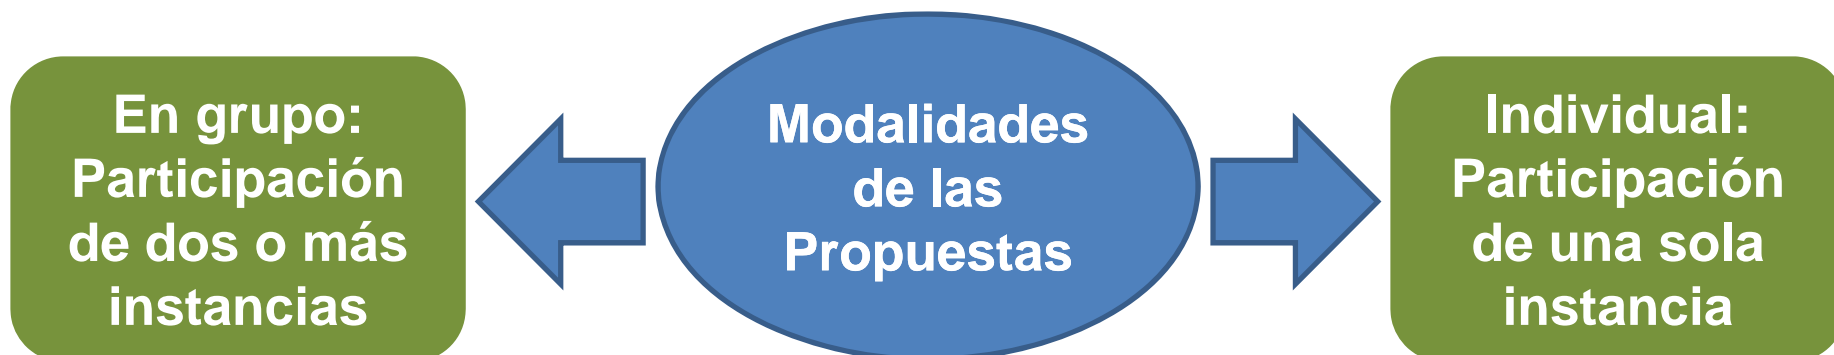 En grupo:
Participación
de dos o más
instancias
Modalidades
de las
Propuestas
Individual:
Participación
de una sola
instancia